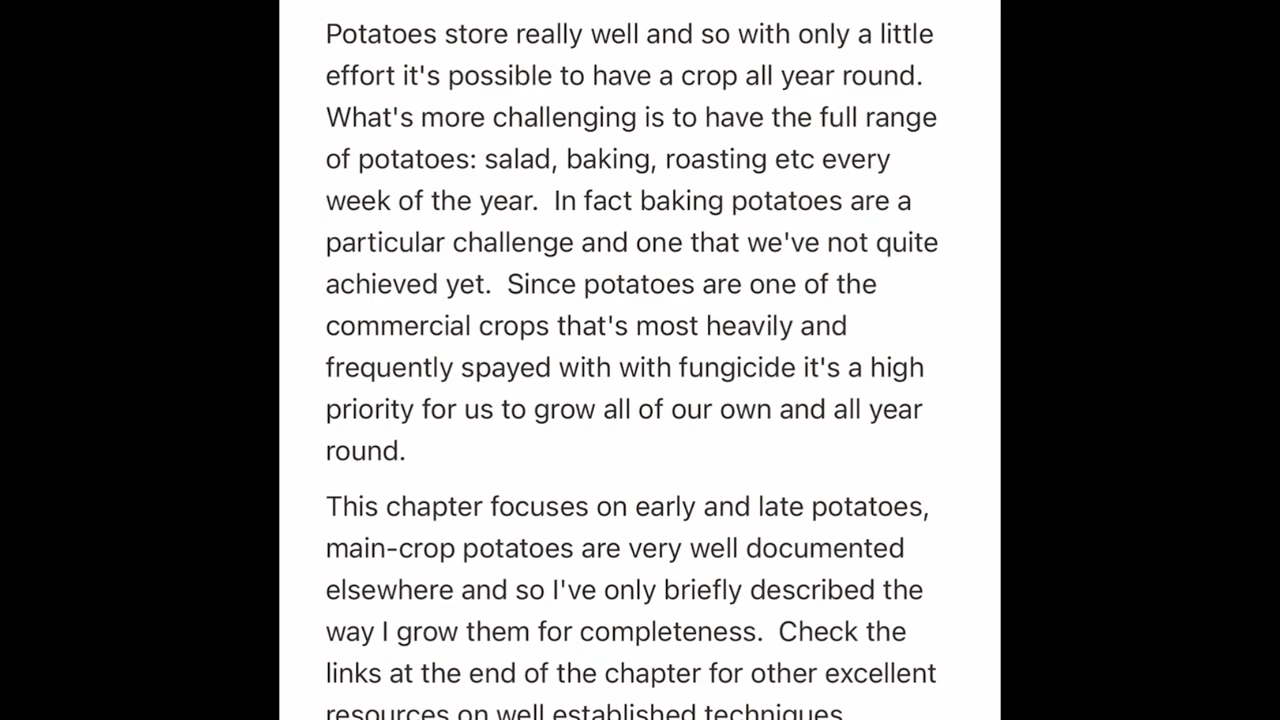 Potatoes store really well and so with only a little
effort it's possible to have a crop all year round.
What's more challenging is to have the full range
of potatoes: salad, baking, roasting etc every
week of the year.  In fact baking potatoes are a
particular challenge and one that we've not quite
achieved yet.  Since potatoes are one of the
commercial crops that's most heavily and
frequently spayed with with fungicide it's a high
priority for us to grow all of our own and all year
round.
This chapter focuses on early and late potatoes,
main-crop potatoes are very well documented
elsewhere and so I've only briefly described the
way I grow them for completeness.  Check the
links at the end of the chapter for other excellent
resources on well established techniques